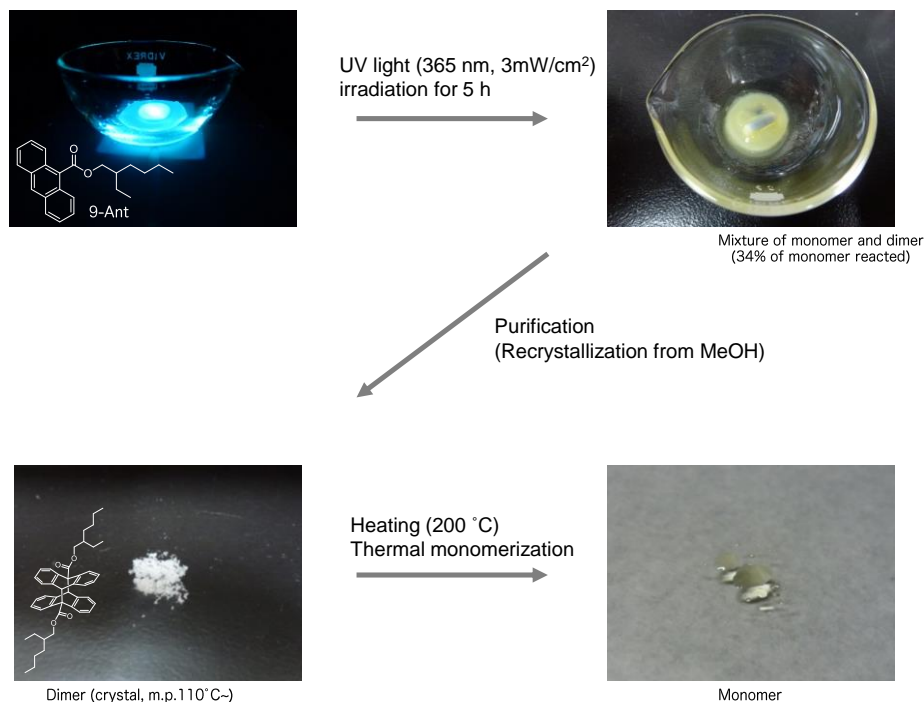 VIDREX
UV light (365 nm, 3mW/cm²)
irradiation for 5 h
O
O
9-Ant
Mixture of monomer and dimer
(34% of monomer reacted)
Purification
(Recrystallization from MeOH)
O
O
O
O
Heating (200 ˚C)
Thermal monomerization
Dimer (crystal, m.p.110˚C~)
Monomer